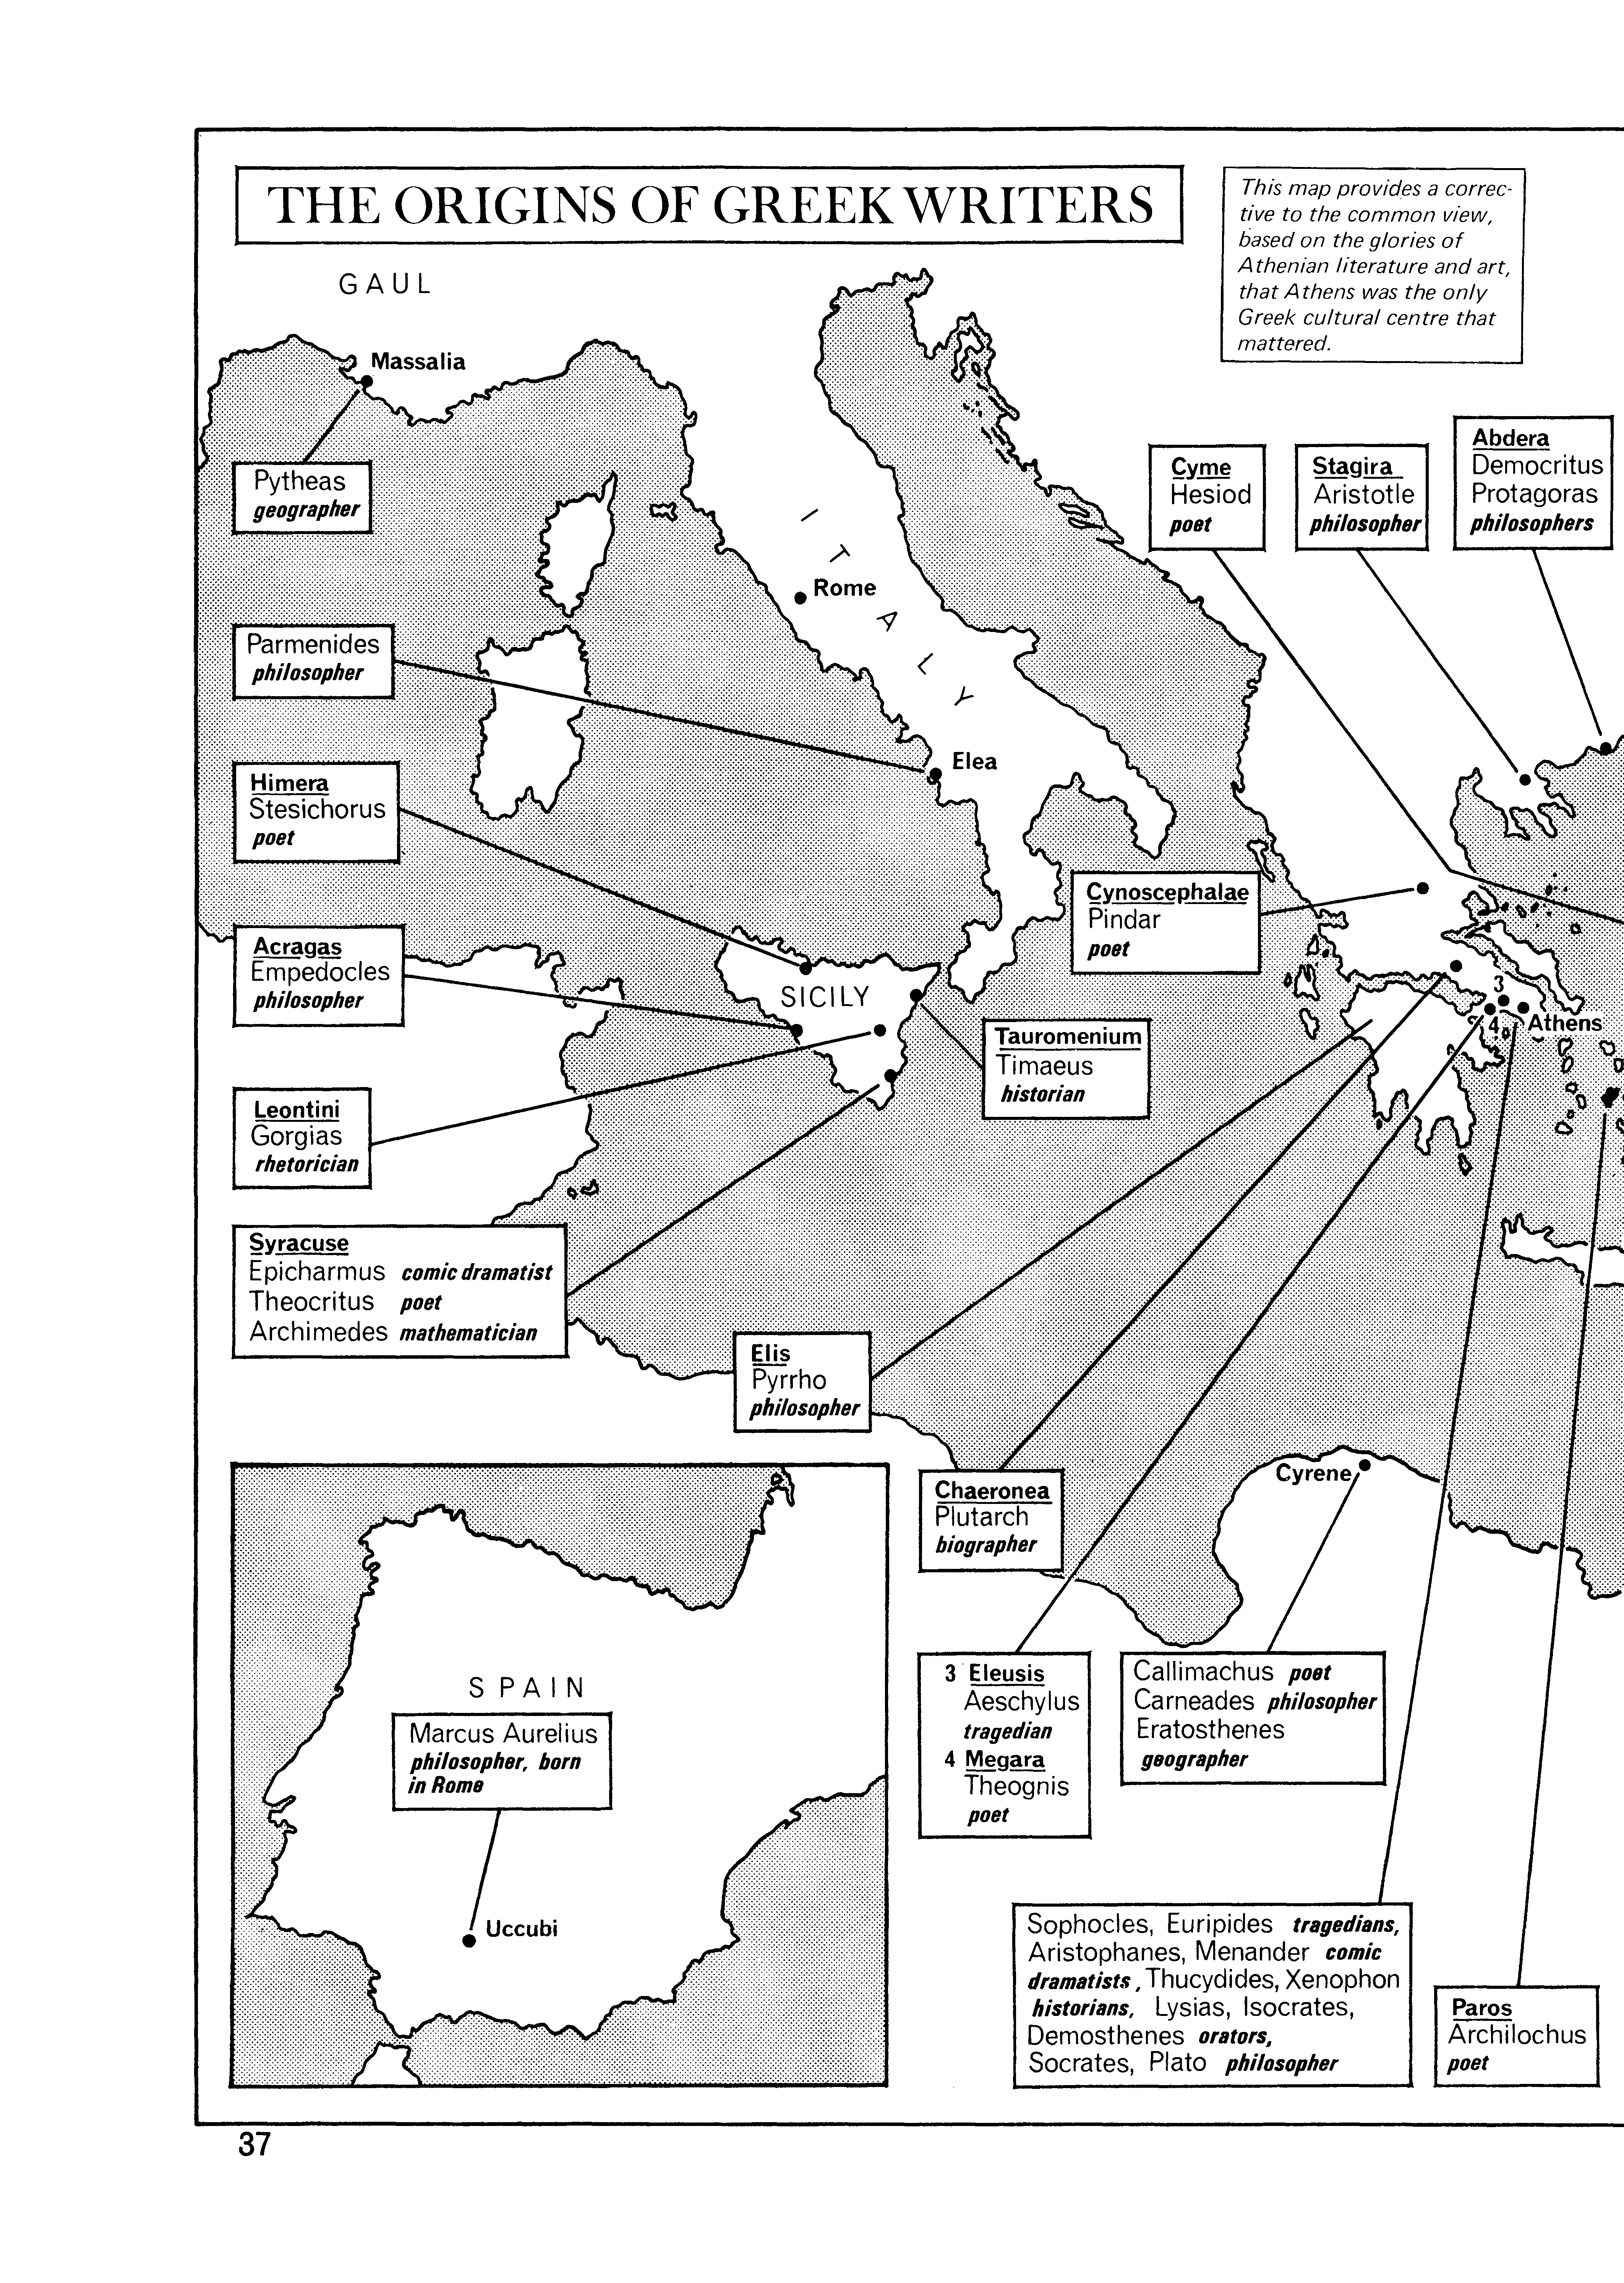 THE ORIGINS OF GREEK WRITERS
This map provides a correc-
tive to the common view,
based on the glories of
Athenian literature and art,
that Athens was the only
Greek cultural centre that
mattered.
GAUL
Massalia
Pytheas
geographer
Cyme
Hesiod
poet
Stagira
Aristotle
philosopher
Abdera
Democritus
Protagoras
philosophers
ITALY
Rome
Parmenides
philosopher
Elea
Himera
Stesichorus
poet
Cynoscephalae
Pindar
poet
Acragas
Empedocles
philosopher
SICILY
3
4
Athens
Tauromenium
Timaeus
historian
Leontini
Gorgias
rhetorician
Syracuse
Epicharmus comic dramatist
Theocritus poet
Archimedes mathematician
Elis
Pyrrho
philosopher
Chaeronea
Plutarch
biographer
Cyrene
3 Eleusis
Aeschylus
tragedian
4 Megara
Theognis
poet
Callimachus poet
Carneades philosopher
Eratosthenes
geographer
SPAIN
Marcus Aurelius
philosopher, born
in Rome
Uccubi
Sophocles, Euripides tragedians,
Aristophanes, Menander comic
dramatists, Thucydides, Xenophon
historians, Lysias, Isocrates,
Demosthenes orators,
Socrates, Plato philosopher
Paros
Archilochus
poet
37